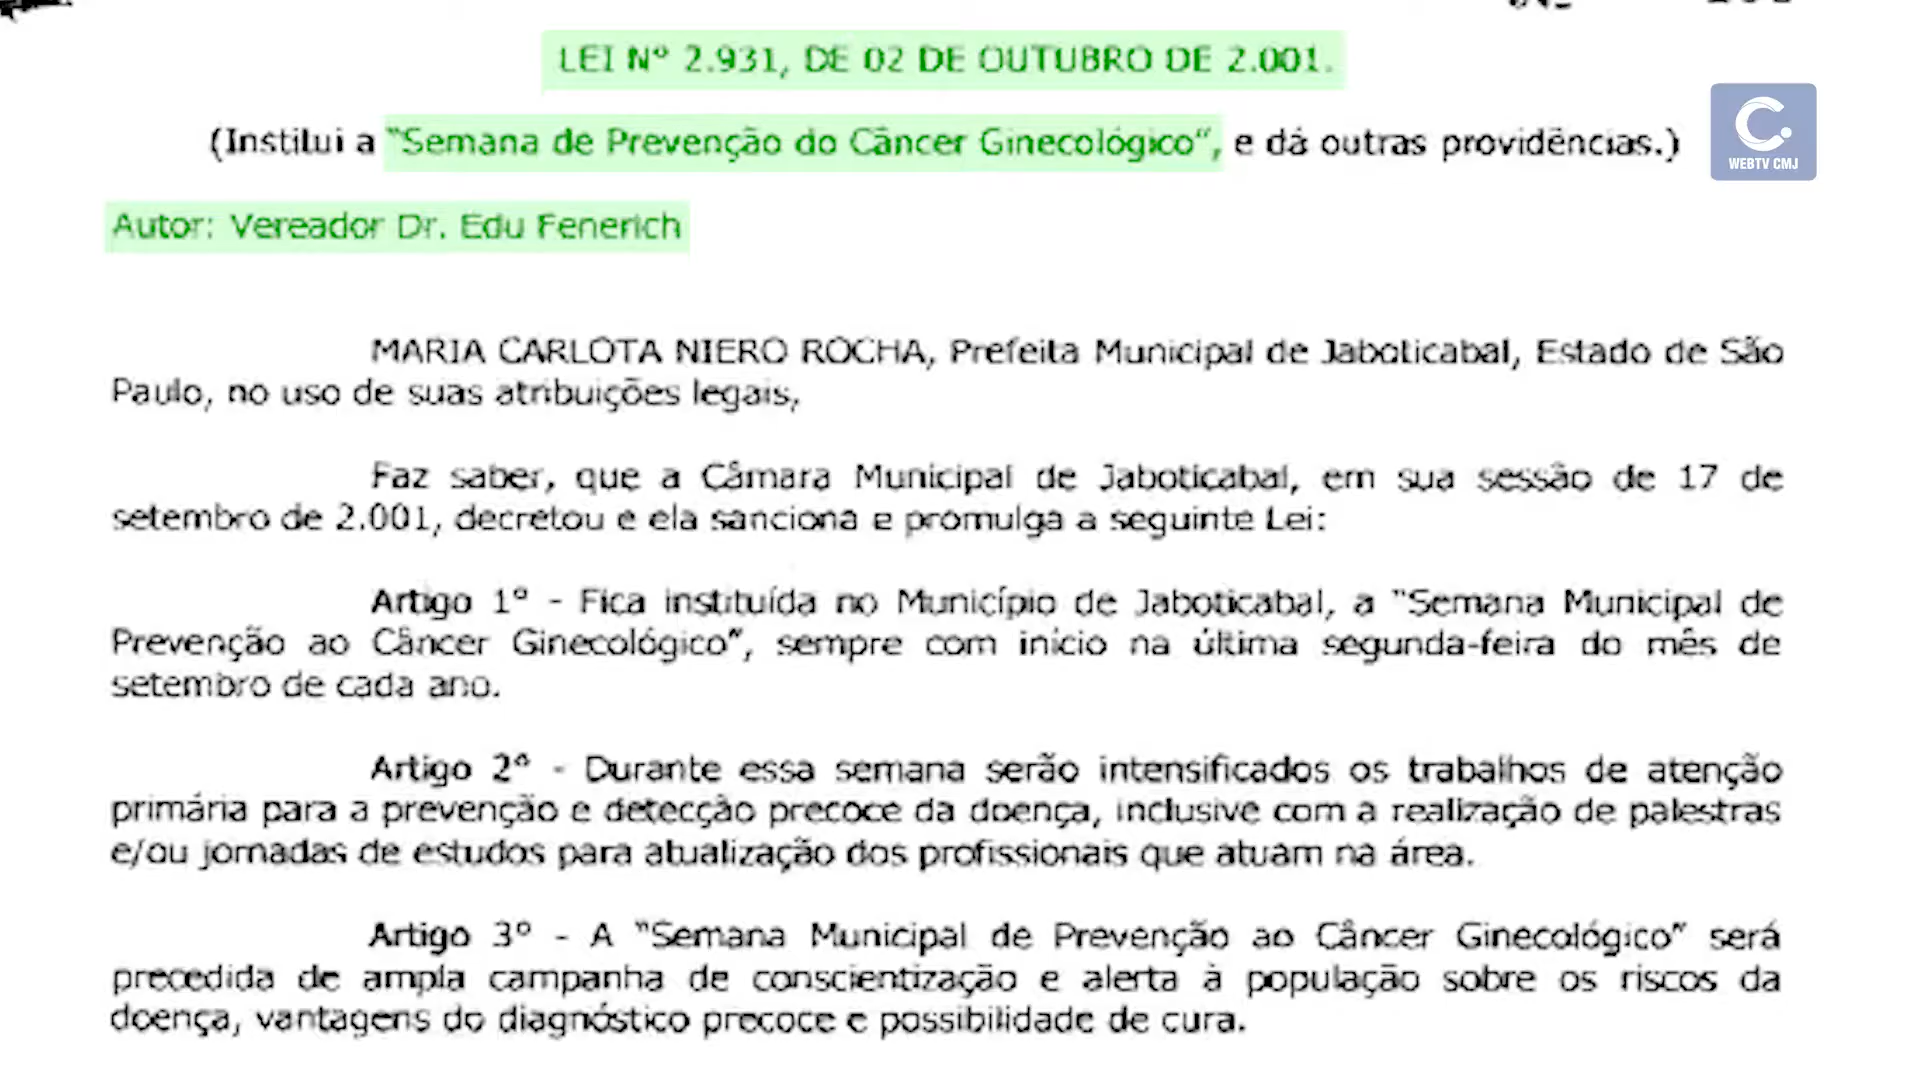 LEI Nº 2.931, DE 02 DE OUTUBRO DE 2.001.
(Institui a "Semana de Prevenção do Câncer Ginecológico", e dá outras providências.)
WEBTV CMJ
Autor: Vereador Dr. Edu Fenerich
MARIA CARLOTA NIERO ROCHA, Prefeita Municipal de Jaboticabal, Estado de São
Paulo, no uso de suas atribuições legais,
Faz saber, que a Câmara Municipal de Jaboticabal, em sua sessão de 17 de
setembro de 2.001, decretou e ela sanciona e promulga a seguinte Lei:
Artigo 1º - Fica instituída no Município de Jaboticabal, a "Semana Municipal de
Prevenção ao Câncer Ginecológico", sempre com início na última segunda-feira do mês de
setembro de cada ano.
Artigo 2º - Durante essa semana serão intensificados os trabalhos de atenção
primária para a prevenção e detecção precoce da doença, inclusive com a realização de palestras
e/ou jornadas de estudos para atualização dos profissionais que atuam na área.
Artigo 3º - A "Semana Municipal de Prevenção ao Câncer Ginecológico" será
precedida de ampla campanha de conscientização e alerta à população sobre os riscos da
doença, vantagens do diagnóstico precoce e possibilidade de cura.